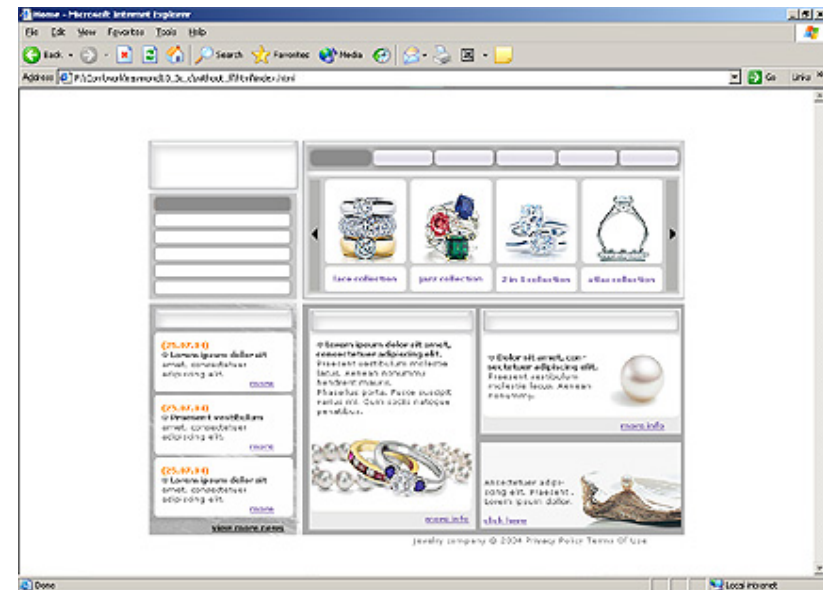 Home - Microsoft Internet Explorer
File Edit View Favorites Tools Help
Back Search Favorites Media
Address
Go Links
lace collection
jazz collection
2 in 1 collection
atlas collection
(25.07.04)
Lorem ipsum dolor sit
amet, consectetuer
adipiscing elit.
more
(25.07.04)
Praesent vestibulum
amet, consectetuer
adipiscing elit.
more
(25.07.04)
Lorem ipsum dolor sit
amet, consectetuer
adipiscing elit.
more
view more news
Lorem ipsum dolor sit amet,
consectetuer adipiscing elit.
Praesent vestibulum molestie
lacus. Aenean nonummy
hendrerit mauris.
Phasellus porta. Fusce suscipit
varius mi. Cum sociis natoque
penatibus.
more info
Dolor sit amet, con-
sectetuer adipiscing elit.
Praesent vestibulum
molestie lacus. Aenean
nonummy.
more info
Ansectetuer adipi-
scing elit. Praesent.
Lorem ipsum dolor.
click here
jewelry company © 2004 Privacy Policy Terms Of Use
Done
Local intranet